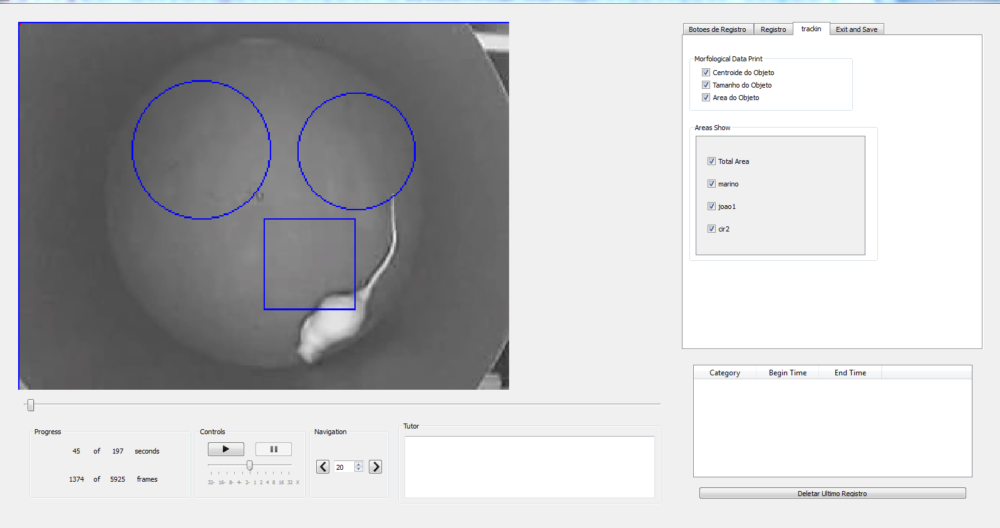 Botoes de Registro Registro trackin Exit and Save
Morfological Data Print
Centroide do Objeto
Tamanho do Objeto
Area do Objeto
Areas Show
Total Area
marino
joao1
cir2
Category Begin Time End Time
Deletar Ultimo Registro
Progress
45 of 197 seconds
1374 of 5925 frames
Controls
32- 16- 8- 4- 2- 1 2 4 8 16 32 X
Navigation
20
Tutor